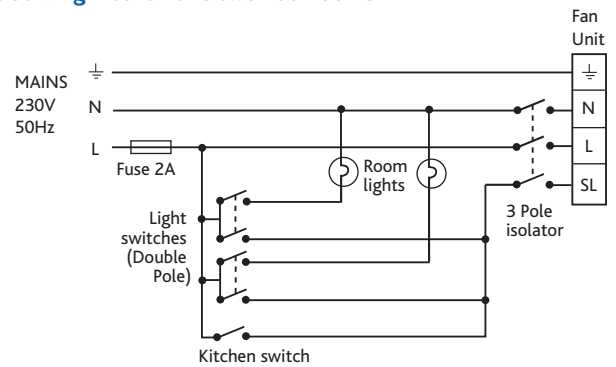 Fan
Unit
MAINS
230V
50Hz
N
L
Fuse 2A
Room
lights
N
L
SL
3 Pole
isolator
Light
switches
(Double
Pole)
Kitchen switch